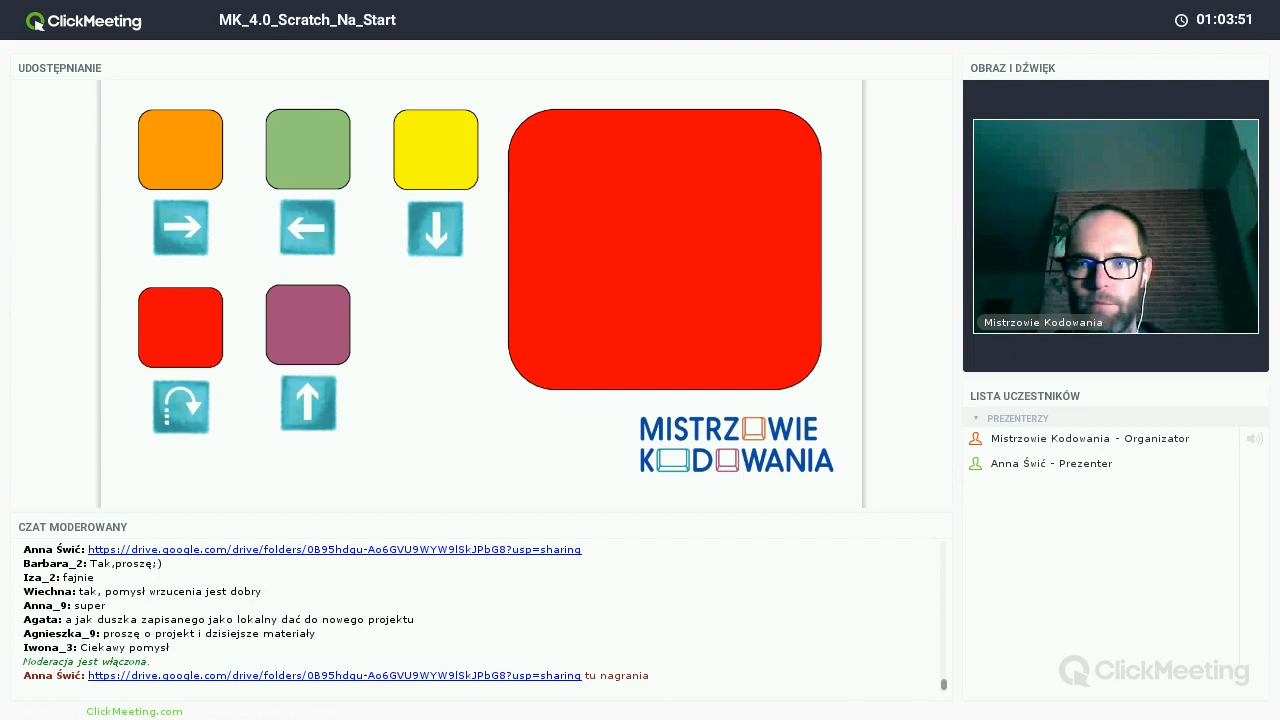 ClickMeeting
MK_4.0_Scratch_Na_Start
01:03:51
UDOSTĘPNIANIE
MISTRZOWIE
KODOWANIA
OBRAZ I DŹWIĘK
Mistrzowie Kodowania
LISTA UCZESTNIKÓW
PREZENTERZY
Mistrzowie Kodowania - Organizator
Anna Świć - Prezenter
CZAT MODEROWANY
Anna Świć: https://drive.google.com/drive/folders/0B95hdqu-Ao6GVU9WYW9lSkJPbG8?usp=sharing
Barbara_2: Tak,proszę;)
Iza_2: fajnie
Wiechna: tak, pomysł wrzucenia jest dobry
Anna_9: super
Agata: a jak duszka zapisanego jako lokalny dać do nowego projektu
Agnieszka_9: proszę o projekt i dzisiejsze materiały
Iwona_3: Ciekawy pomysł
Moderacja jest włączona.
Anna Świć: https://drive.google.com/drive/folders/0B95hdqu-Ao6GVU9WYW9lSkJPbG8?usp=sharing tu nagrania
ClickMeeting
ClickMeeting.com